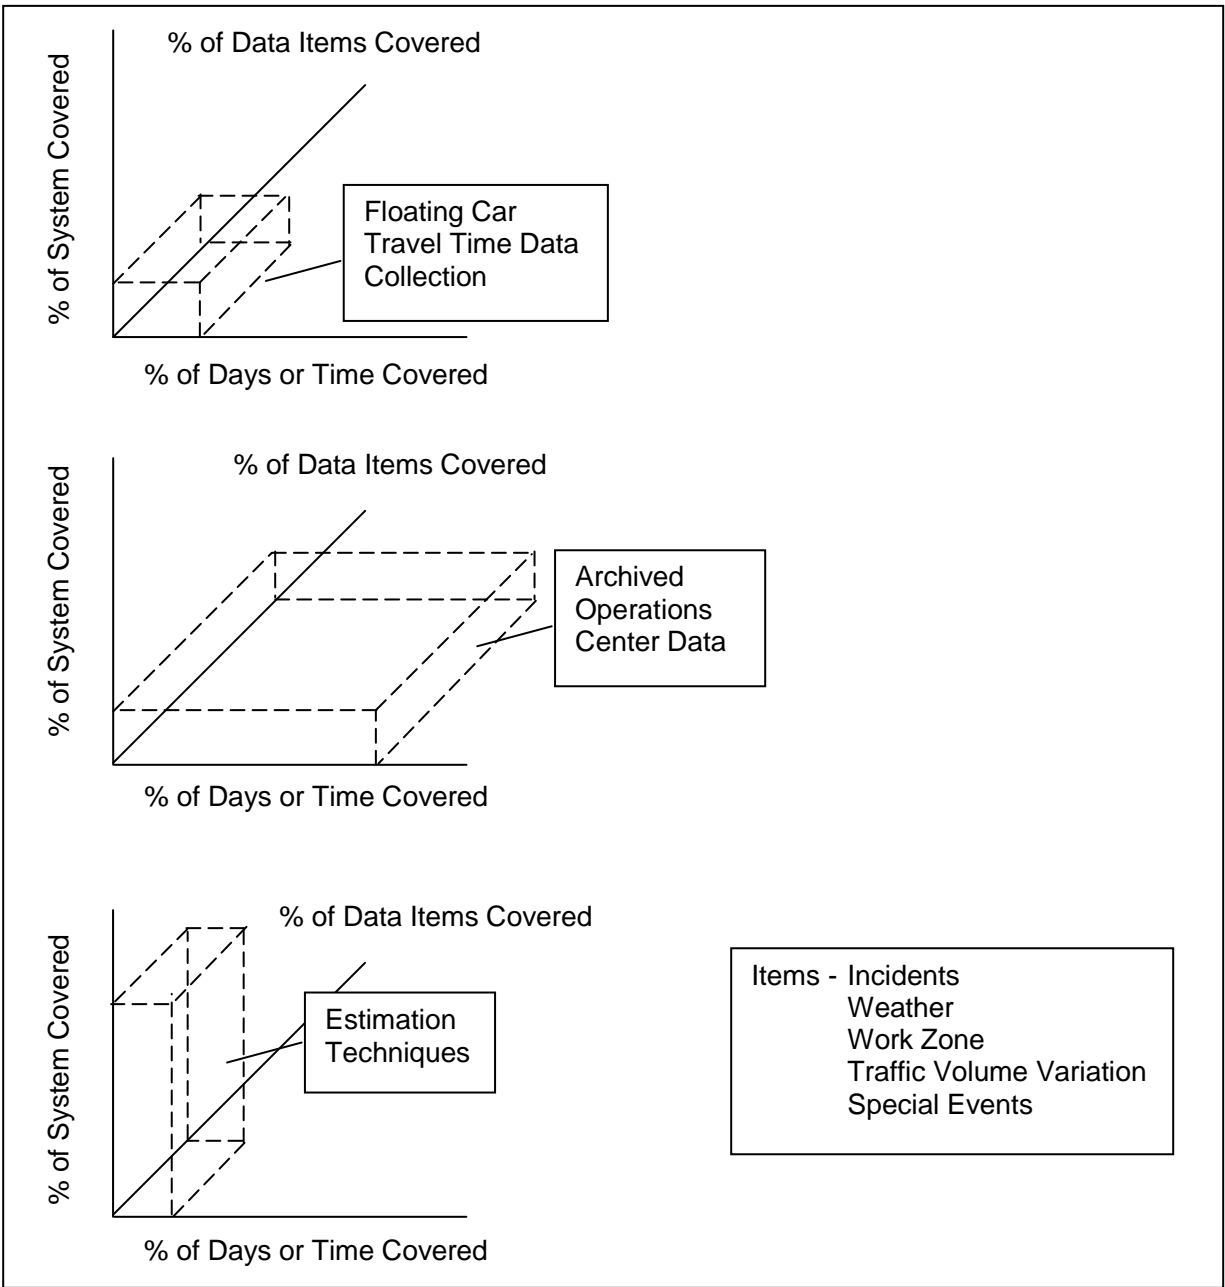 % of Data Items Covered
% of System Covered
Floating Car
Travel Time Data
Collection
% of Days or Time Covered
% of Data Items Covered
% of System Covered
Archived
Operations
Center Data
% of Days or Time Covered
% of Data Items Covered
% of System Covered
Estimation
Techniques
Items - Incidents
Weather
Work Zone
Traffic Volume Variation
Special Events
% of Days or Time Covered